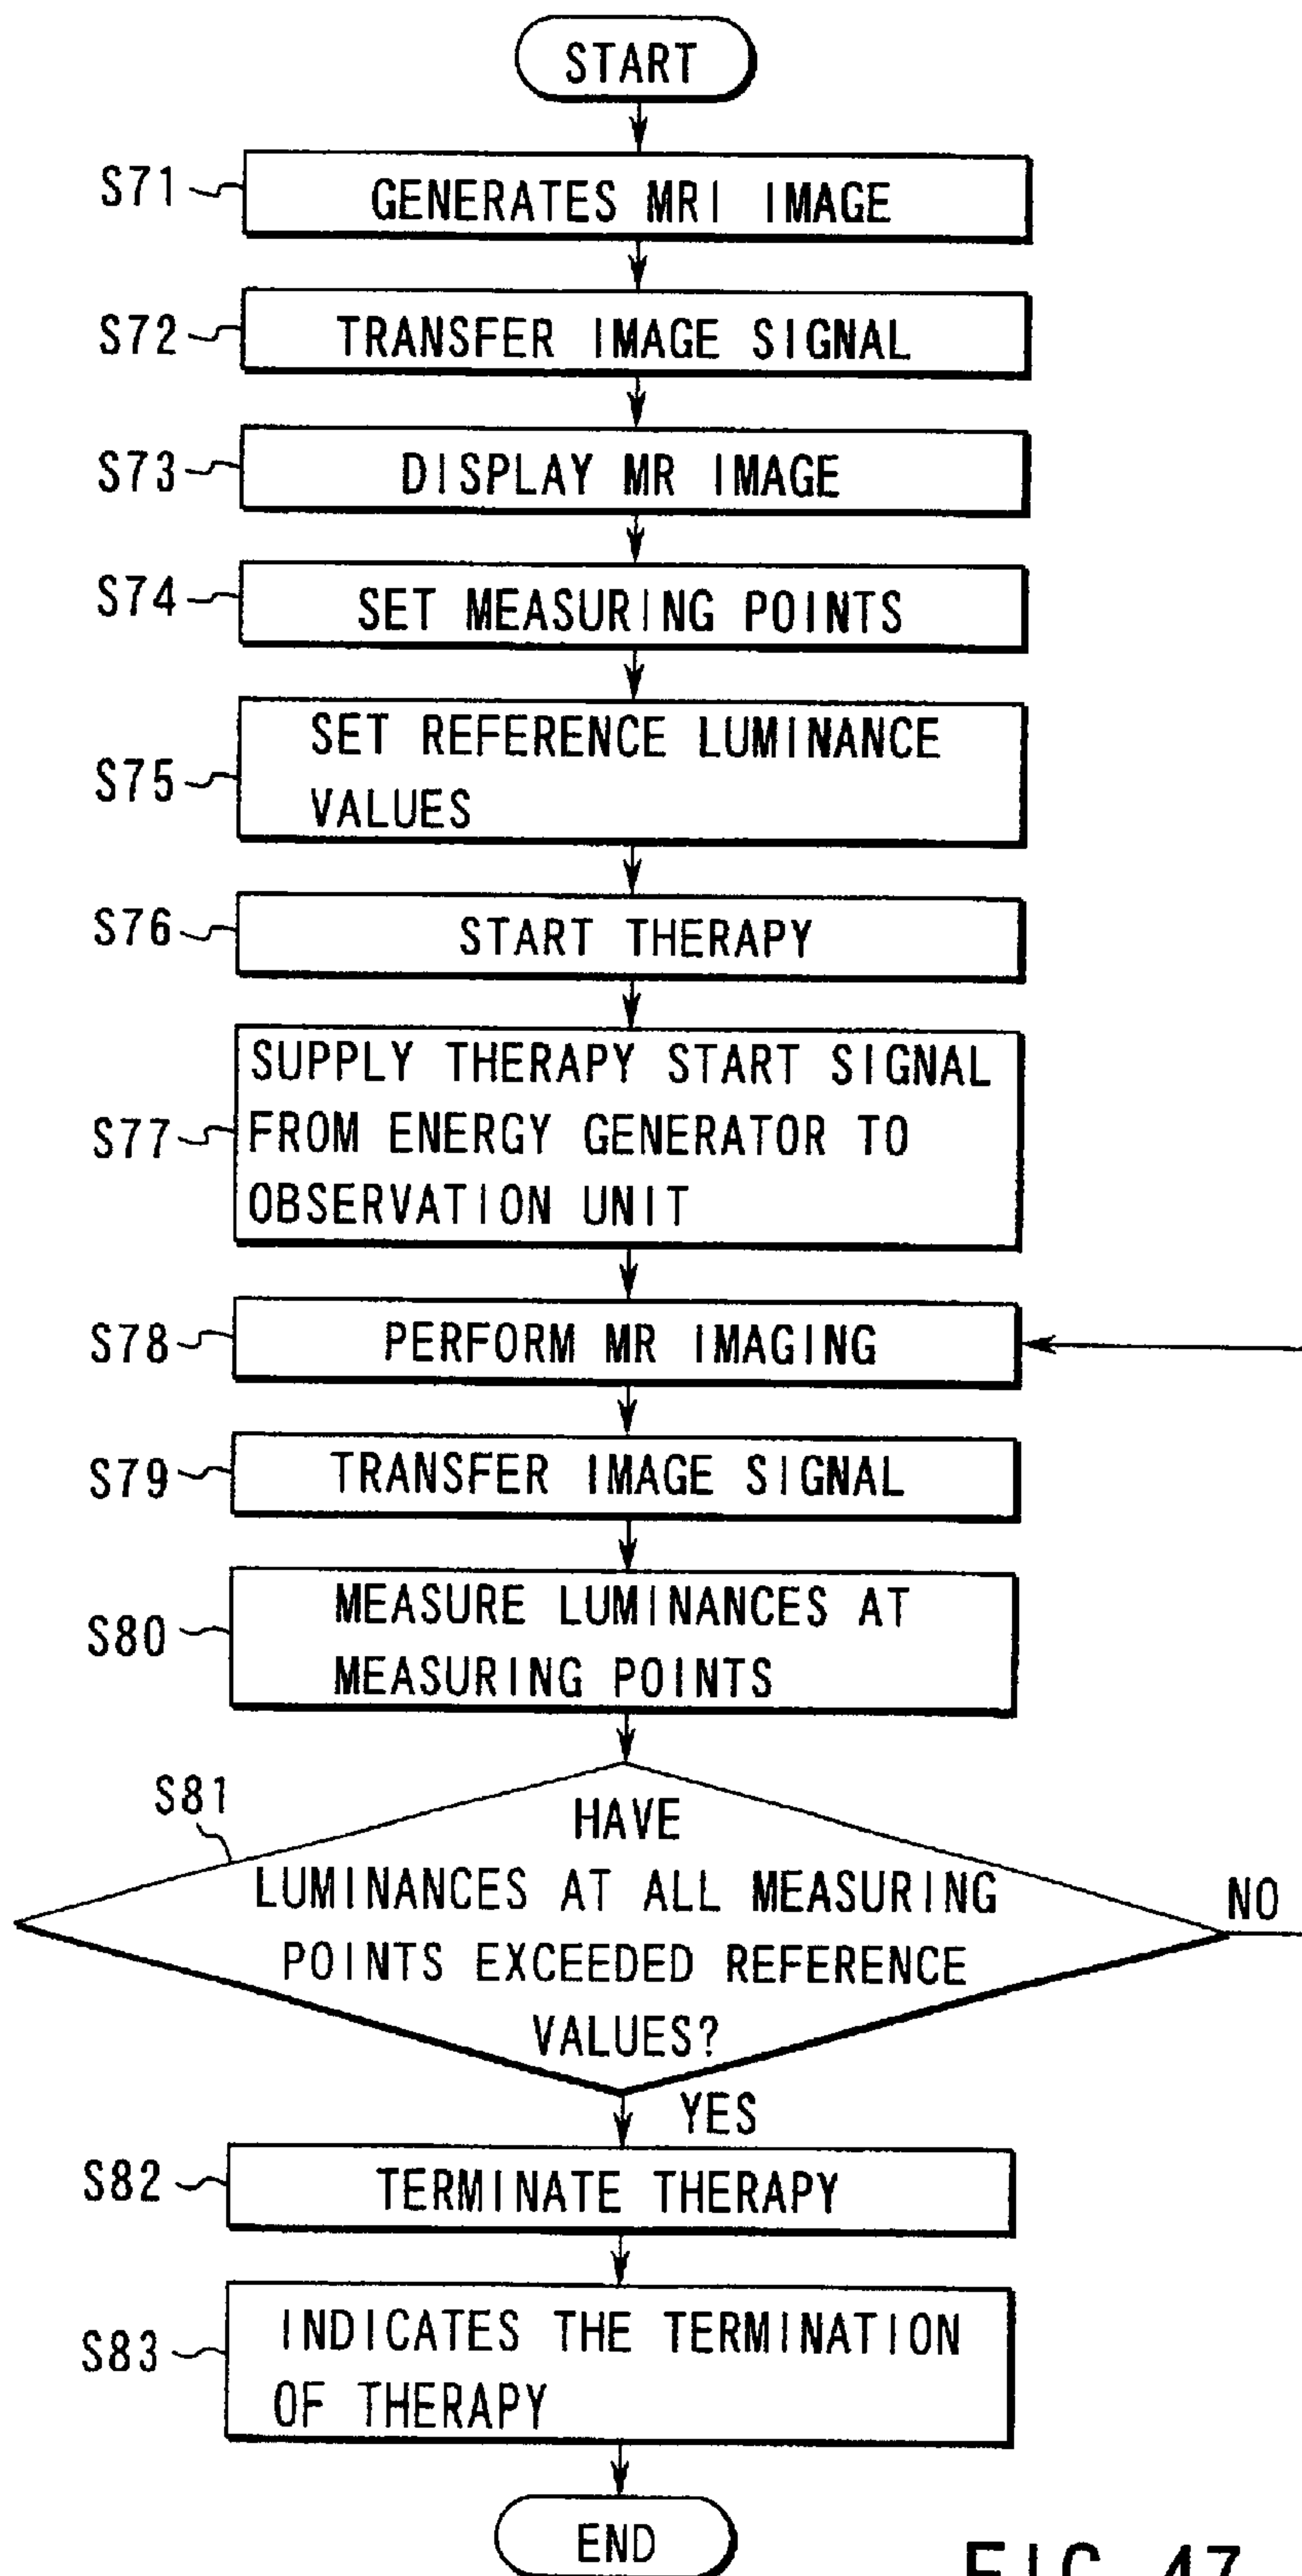 START
S71
GENERATES MRI IMAGE
S72
TRANSFER IMAGE SIGNAL
S73
DISPLAY MR IMAGE
S74
SET MEASURING POINTS
S75
SET REFERENCE LUMINANCE
VALUES
S76
START THERAPY
S77
SUPPLY THERAPY START SIGNAL
FROM ENERGY GENERATOR TO
OBSERVATION UNIT
S78
PERFORM MR IMAGING
S79
TRANSFER IMAGE SIGNAL
S80
MEASURE LUMINANCES AT
MEASURING POINTS
S81
HAVE
LUMINANCES AT ALL MEASURING
POINTS EXCEEDED REFERENCE
VALUES?
NO
YES
S82
TERMINATE THERAPY
S83
INDICATES THE TERMINATION
OF THERAPY
END
FIG. 47